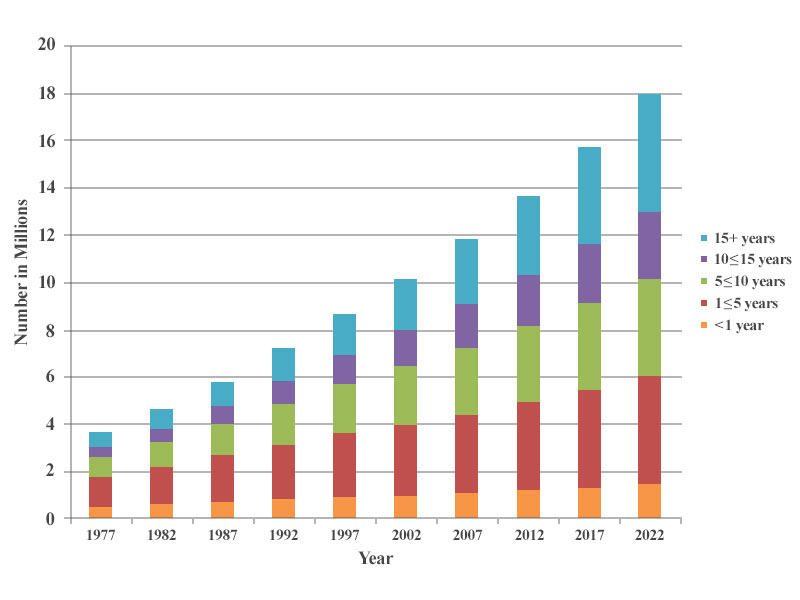 20
18
16
14
12
10
8
6
4
2
0
Number in Millions
1977 1982 1987 1992 1997 2002 2007 2012 2017 2022
Year
15+ years
10≤15 years
5≤10 years
1≤5 years
<1 year